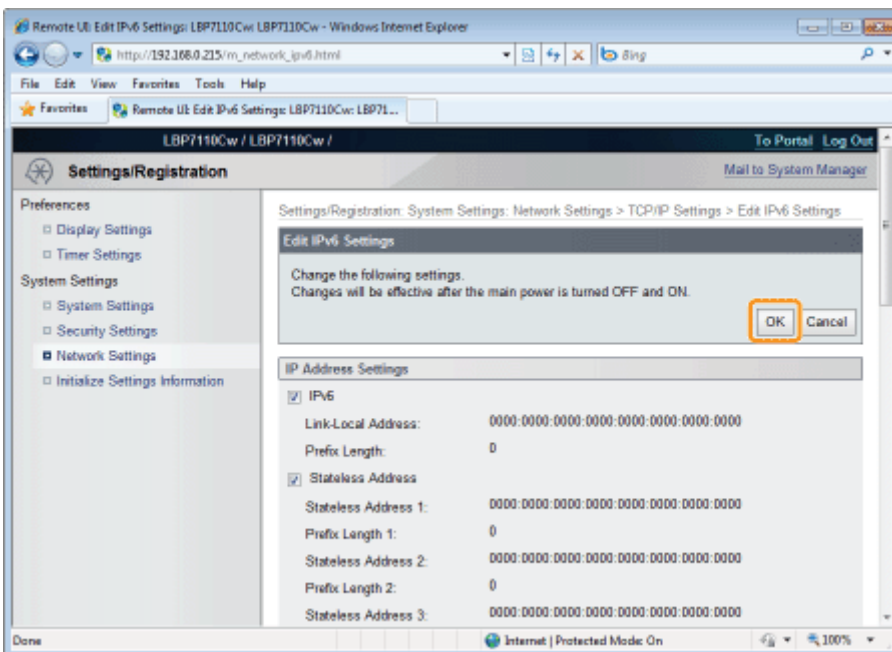 Remote UI: Edit IPv6 Settings: LBP7110Cw: LBP7110Cw - Windows Internet Explorer
http://192.168.0.215/m_network_ipv6.html
Bing
File Edit View Favorites Tools Help
Favorites Remote UI: Edit IPv6 Settings: LBP7110Cw: LBP71...
LBP7110Cw / LBP7110Cw / To Portal Log Out
Settings/Registration Mail to System Manager
Preferences
Display Settings
Timer Settings
System Settings
System Settings
Security Settings
Network Settings
Initialize Settings Information
Settings/Registration: System Settings: Network Settings > TCP/IP Settings > Edit IPv6 Settings
Edit IPv6 Settings
Change the following settings.
Changes will be effective after the main power is turned OFF and ON.
OK Cancel
IP Address Settings
IPv6
Link-Local Address: 0000:0000:0000:0000:0000:0000:0000:0000
Prefix Length: 0
Stateless Address
Stateless Address 1: 0000:0000:0000:0000:0000:0000:0000:0000
Prefix Length 1: 0
Stateless Address 2: 0000:0000:0000:0000:0000:0000:0000:0000
Prefix Length 2: 0
Stateless Address 3: 0000:0000:0000:0000:0000:0000:0000:0000
Done Internet | Protected Mode: On 100%